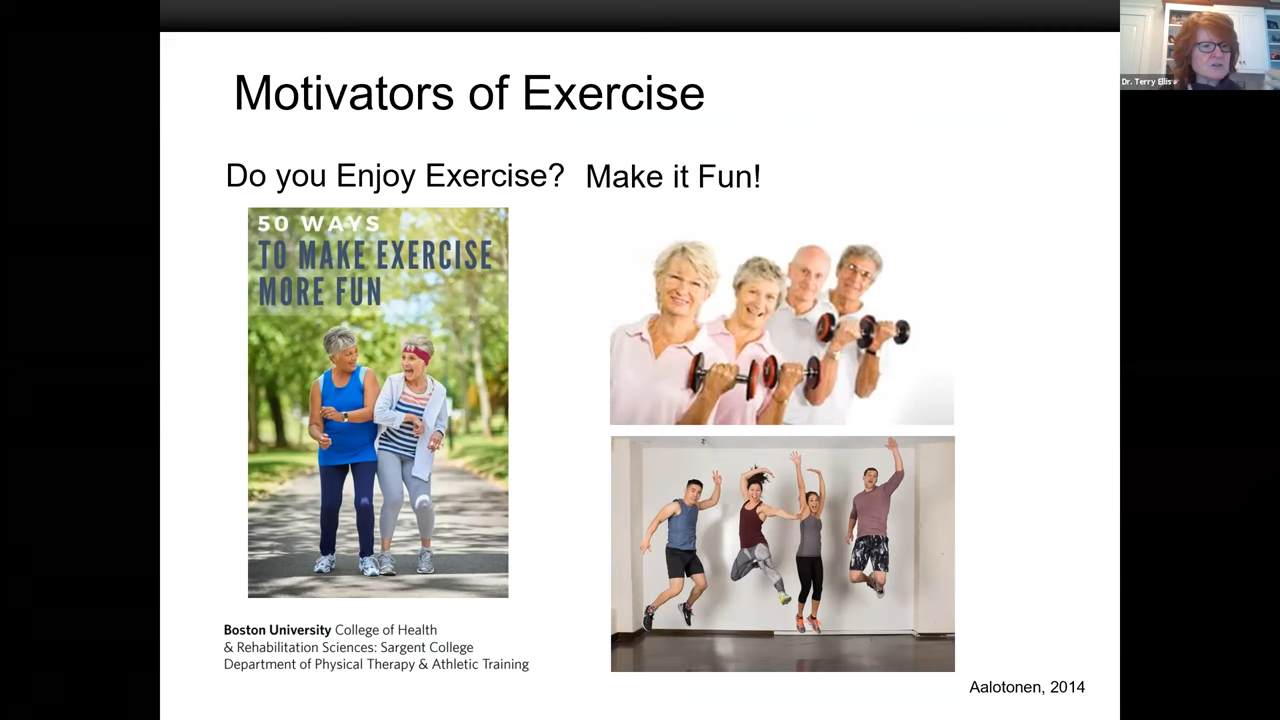 Motivators of Exercise
Do you Enjoy Exercise? Make it Fun!
50 WAYS
TO MAKE EXERCISE
MORE FUN
Boston University College of Health
& Rehabilitation Sciences: Sargent College
Department of Physical Therapy & Athletic Training
Aalotonen, 2014
Dr. Terry Ellis